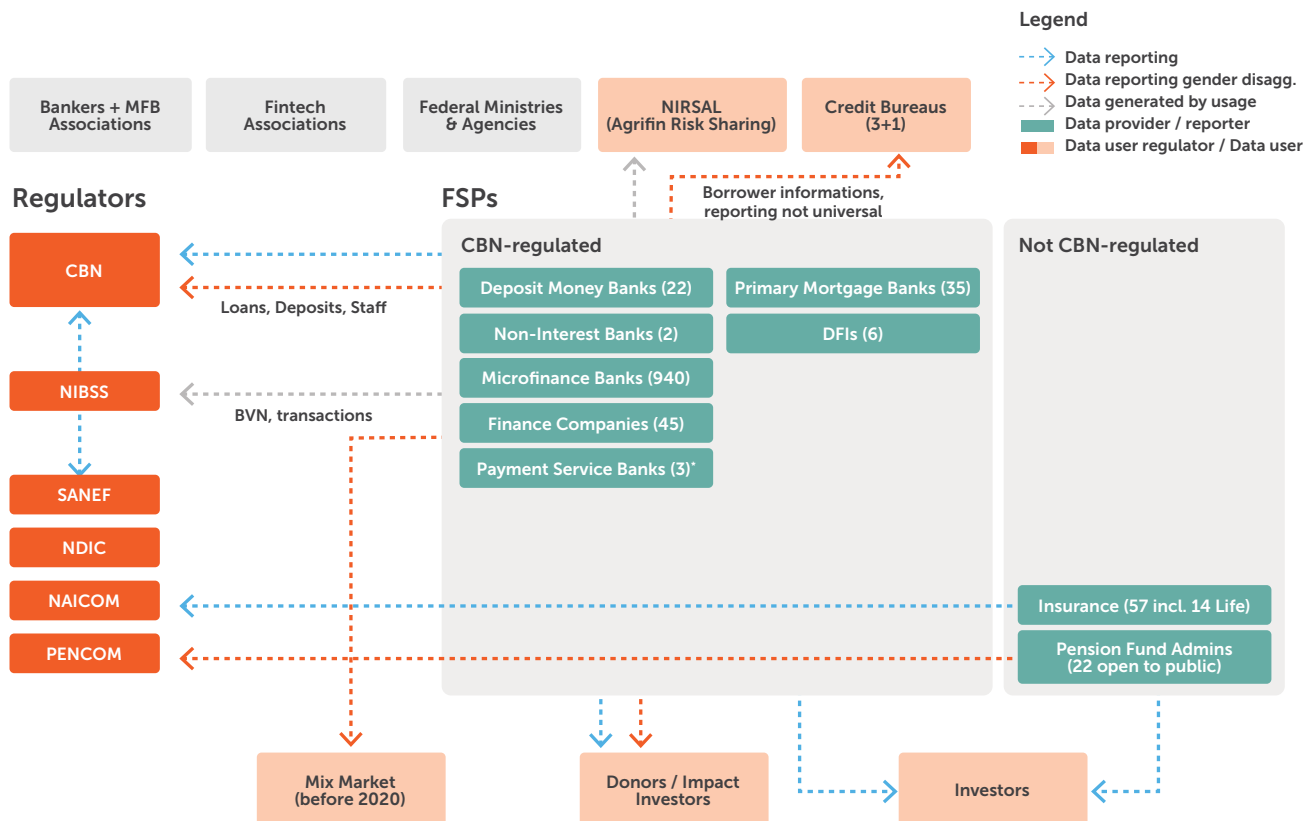 Legend
Data reporting
Data reporting gender disagg.
Data generated by usage
Data provider / reporter
Data user regulator / Data user
Bankers + MFB
Associations
Fintech
Associations
Federal Ministries
& Agencies
NIRSAL
(Agrifin Risk Sharing)
Credit Bureaus
(3+1)
Regulators
FSPs
Borrower informations,
reporting not universal
CBN
NIBSS
SANEF
NDIC
NAICOM
PENCOM
Loans, Deposits, Staff
BVN, transactions
CBN-regulated
Deposit Money Banks (22)
Primary Mortgage Banks (35)
Non-Interest Banks (2)
DFIs (6)
Microfinance Banks (940)
Finance Companies (45)
Payment Service Banks (3)*
Not CBN-regulated
Insurance (57 incl. 14 Life)
Pension Fund Admins
(22 open to public)
Mix Market
(before 2020)
Donors / Impact
Investors
Investors